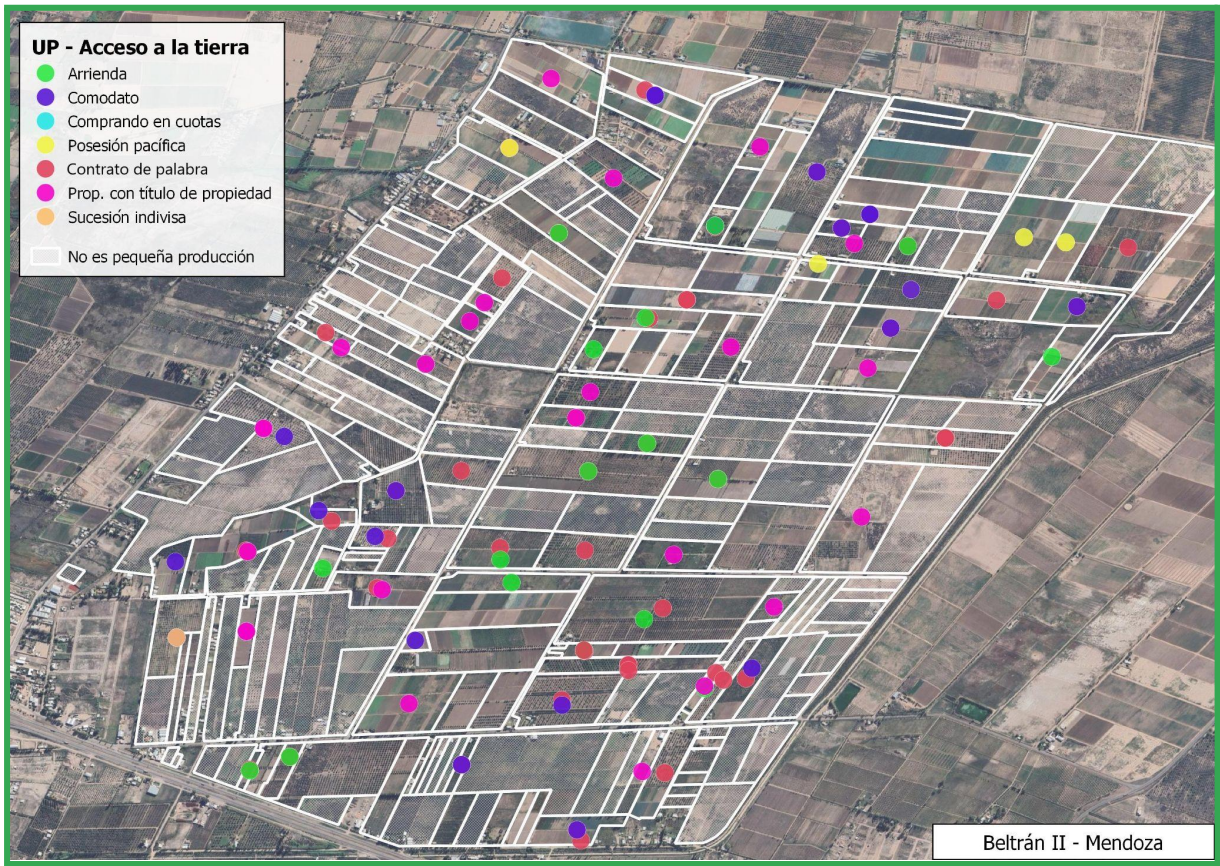 UP - Acceso a la tierra
Arrienda
Comodato
Comprando en cuotas
Posesión pacífica
Contrato de palabra
Prop. con título de propiedad
Sucesión indivisa
No es pequeña producción
Beltrán II - Mendoza